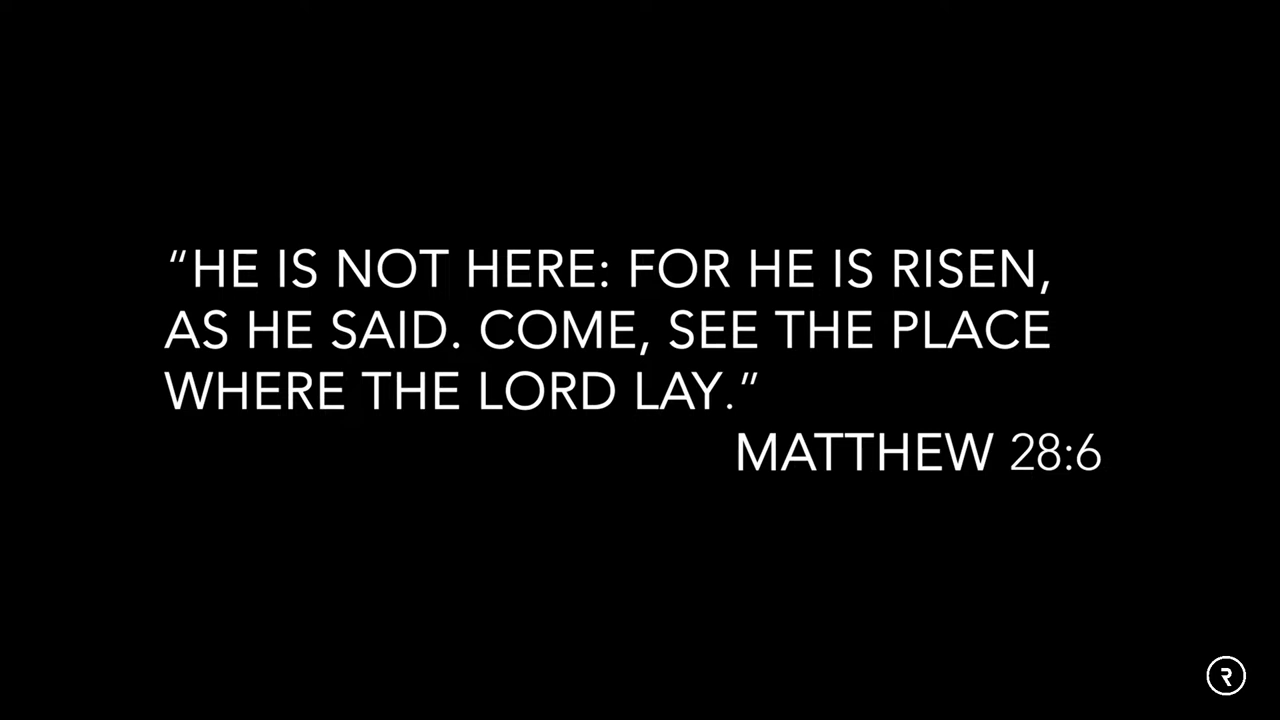 “HE IS NOT HERE: FOR HE IS RISEN,
AS HE SAID. COME, SEE THE PLACE
WHERE THE LORD LAY.”
MATTHEW 28:6
R